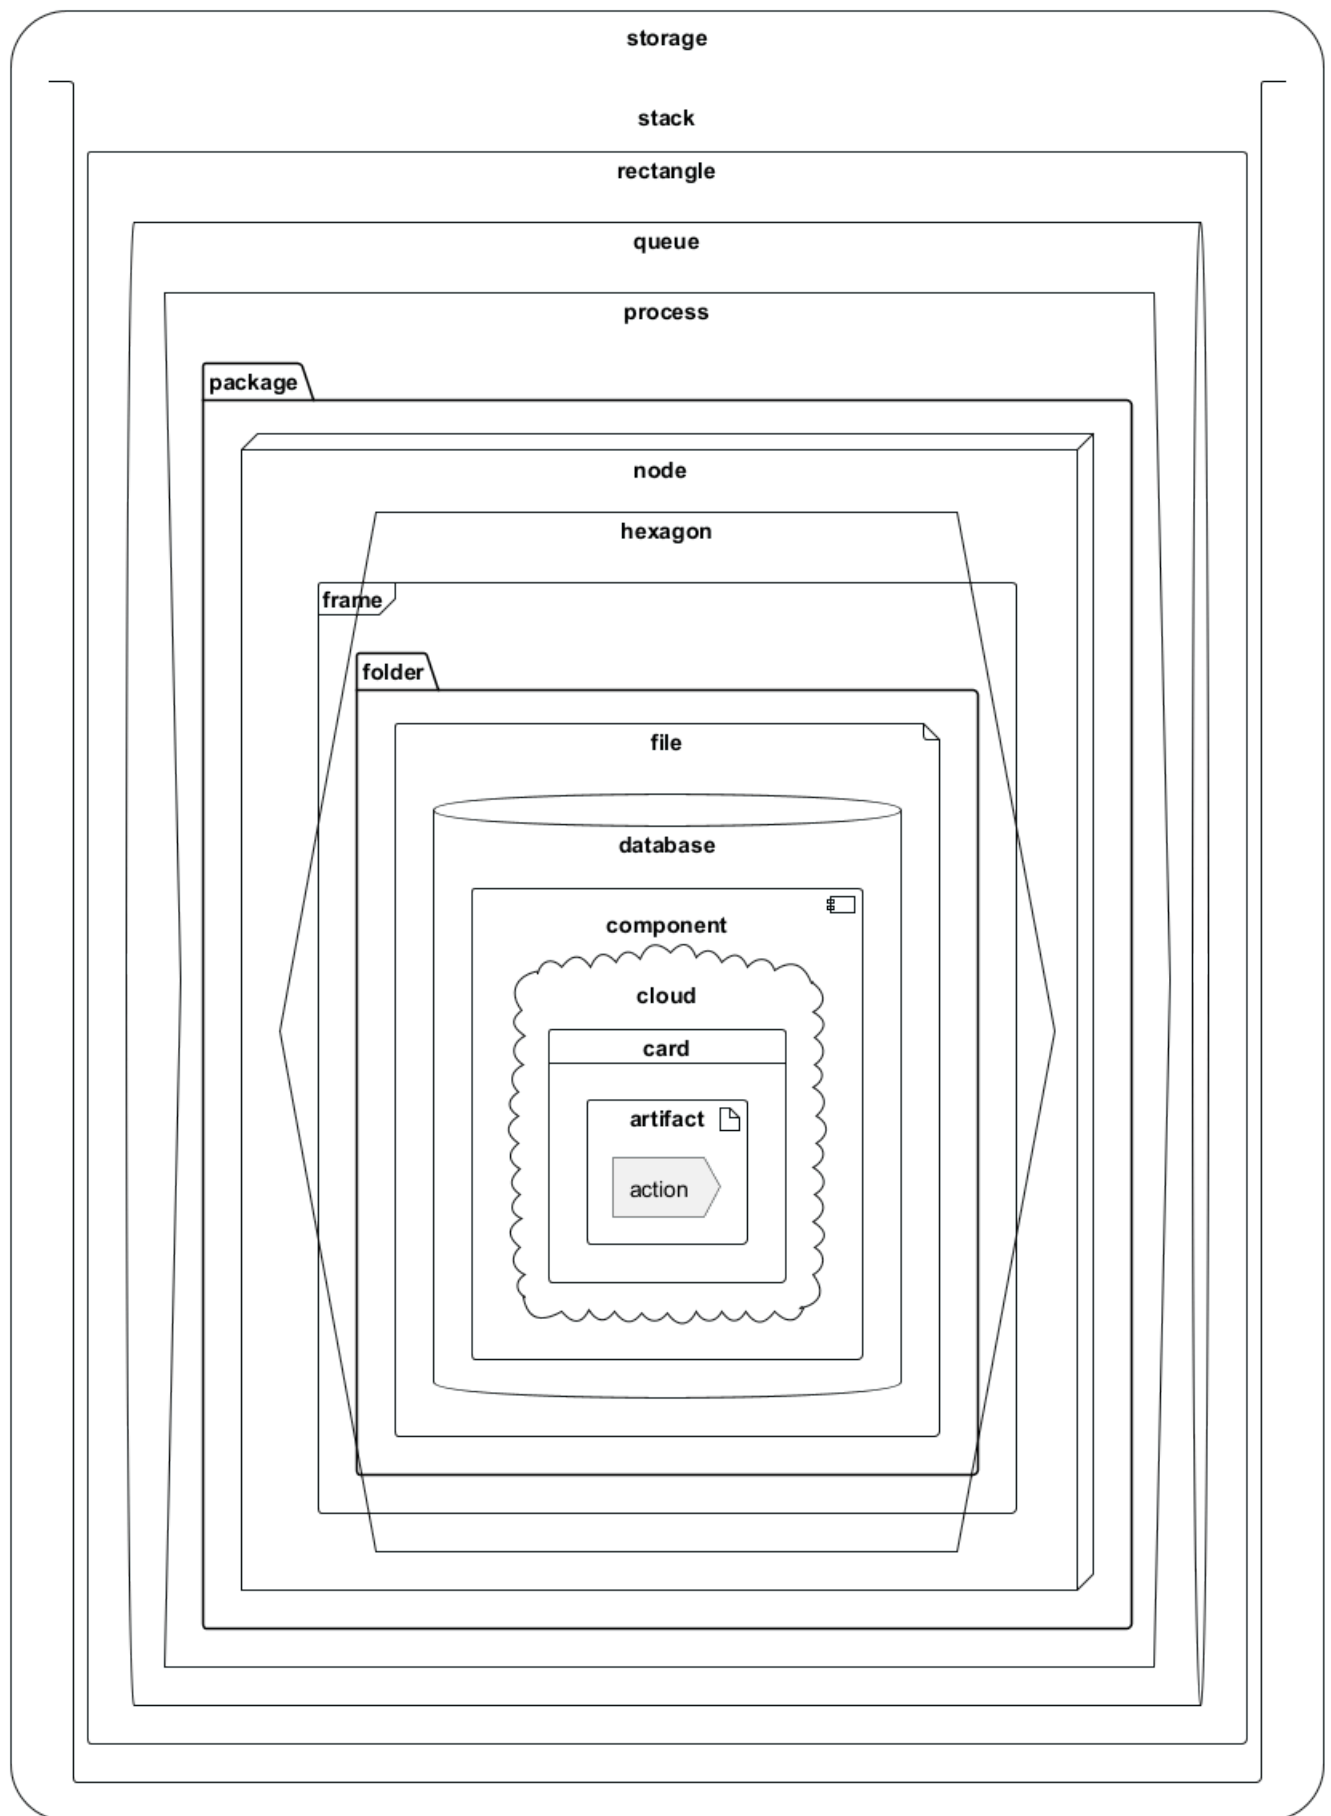 storage
stack
rectangle
queue
process
package
node
hexagon
frame
folder
file
database
component
cloud
card
artifact
action